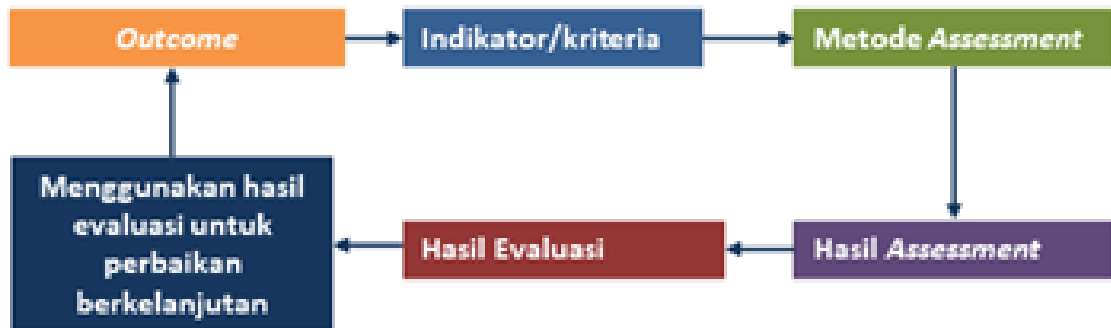 Outcome
Indikator/kriteria
Metode Assessment
Menggunakan hasil
evaluasi untuk
perbaikan
berkelanjutan
Hasil Evaluasi
Hasil Assessment